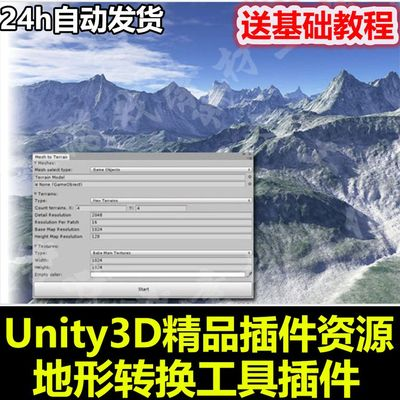 24h自动发货
送基础教程
Mesh to Terrain
Meshes:
Mesh select type: Game Objects
Terrain Model
None (GameObject)
Terrains:
Type: New Terrains
Count terrains. X: 4 Y: 4
Detail Resolution 2048
Resolution Per Patch 16
Base Map Resolution 1024
Height Map Resolution 129
Textures:
Type: Bake Main Textures
Width: 1024
Height: 1024
Empty color:
Start
Unity3D精品插件资源
地形转换工具插件